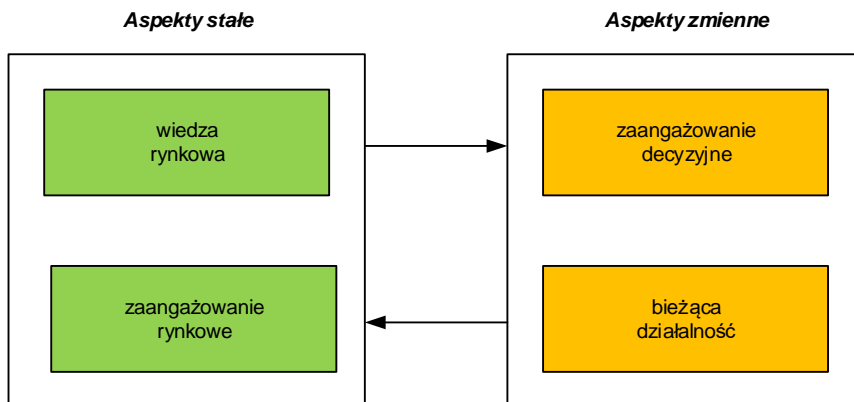 Aspekty stałe
Aspekty zmienne
wiedza
rynkowa
zaangażowanie
decyzyjne
zaangażowanie
rynkowe
bieżąca
działalność